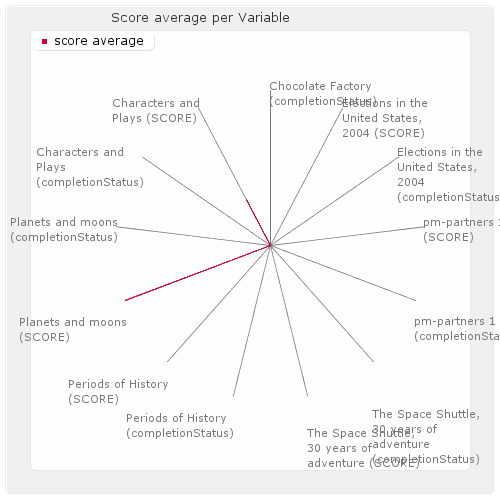 Score average per Variable
score average
Chocolate Factory
(completionStatus)
Elections in the
United States,
2004 (SCORE)
Elections in the
United States,
2004
(completionStatus
pm-partners 1
(SCORE)
pm-partners 1
(completionSta
The Space Shuttle,
30 years of
adventure
(completionStatus)
The Space Shuttle,
30 years of
adventure (SCORE)
Periods of History
(completionStatus)
Periods of History
(SCORE)
Planets and moons
(SCORE)
Planets and moons
(completionStatus)
Characters and
Plays
(completionStatus)
Characters and
Plays (SCORE)